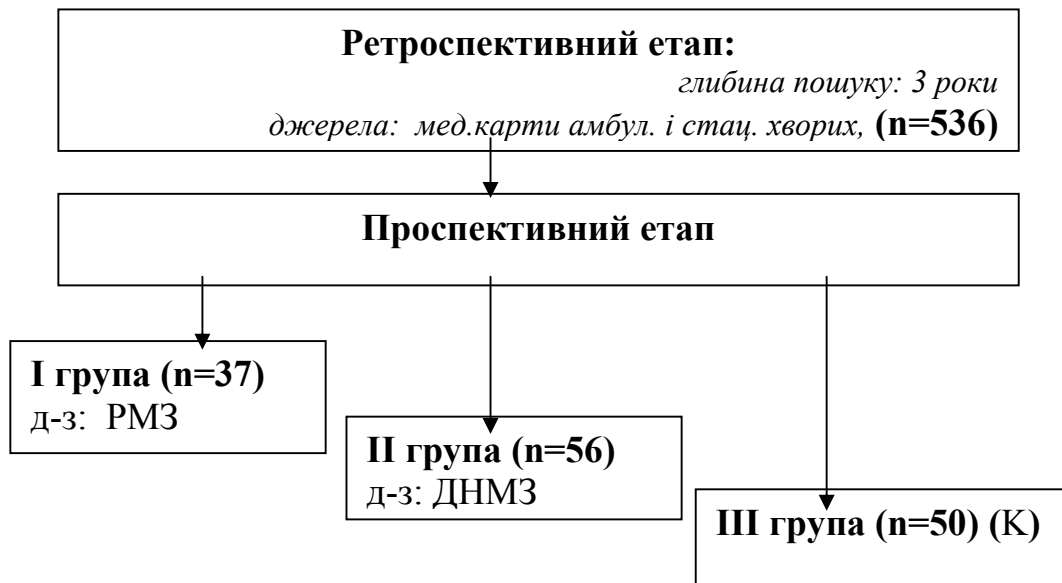 Ретроспективний етап:
глибина пошуку: 3 роки
джерела: мед.карти амбул. і стац. хворих, (n=536)
Проспективний етап
І група (n=37)
д-з: РМЗ
ІІ група (n=56)
д-з: ДНМЗ
ІІІ група (n=50) (К)